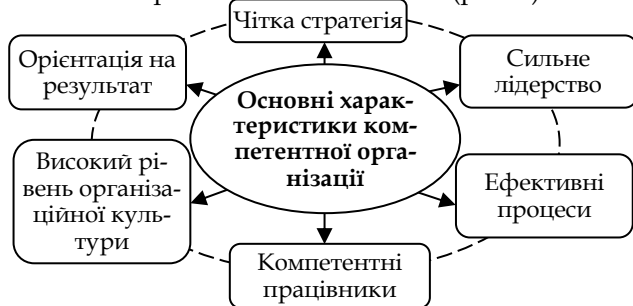 Чітка стратегія
Орієнтація на
результат
Сильне
лідерство
Основні харак-
теристики ком-
петентної орга-
нізації
Високий рі-
вень організа-
ційної куль-
тури
Ефективні
процеси
Компетентні
працівники